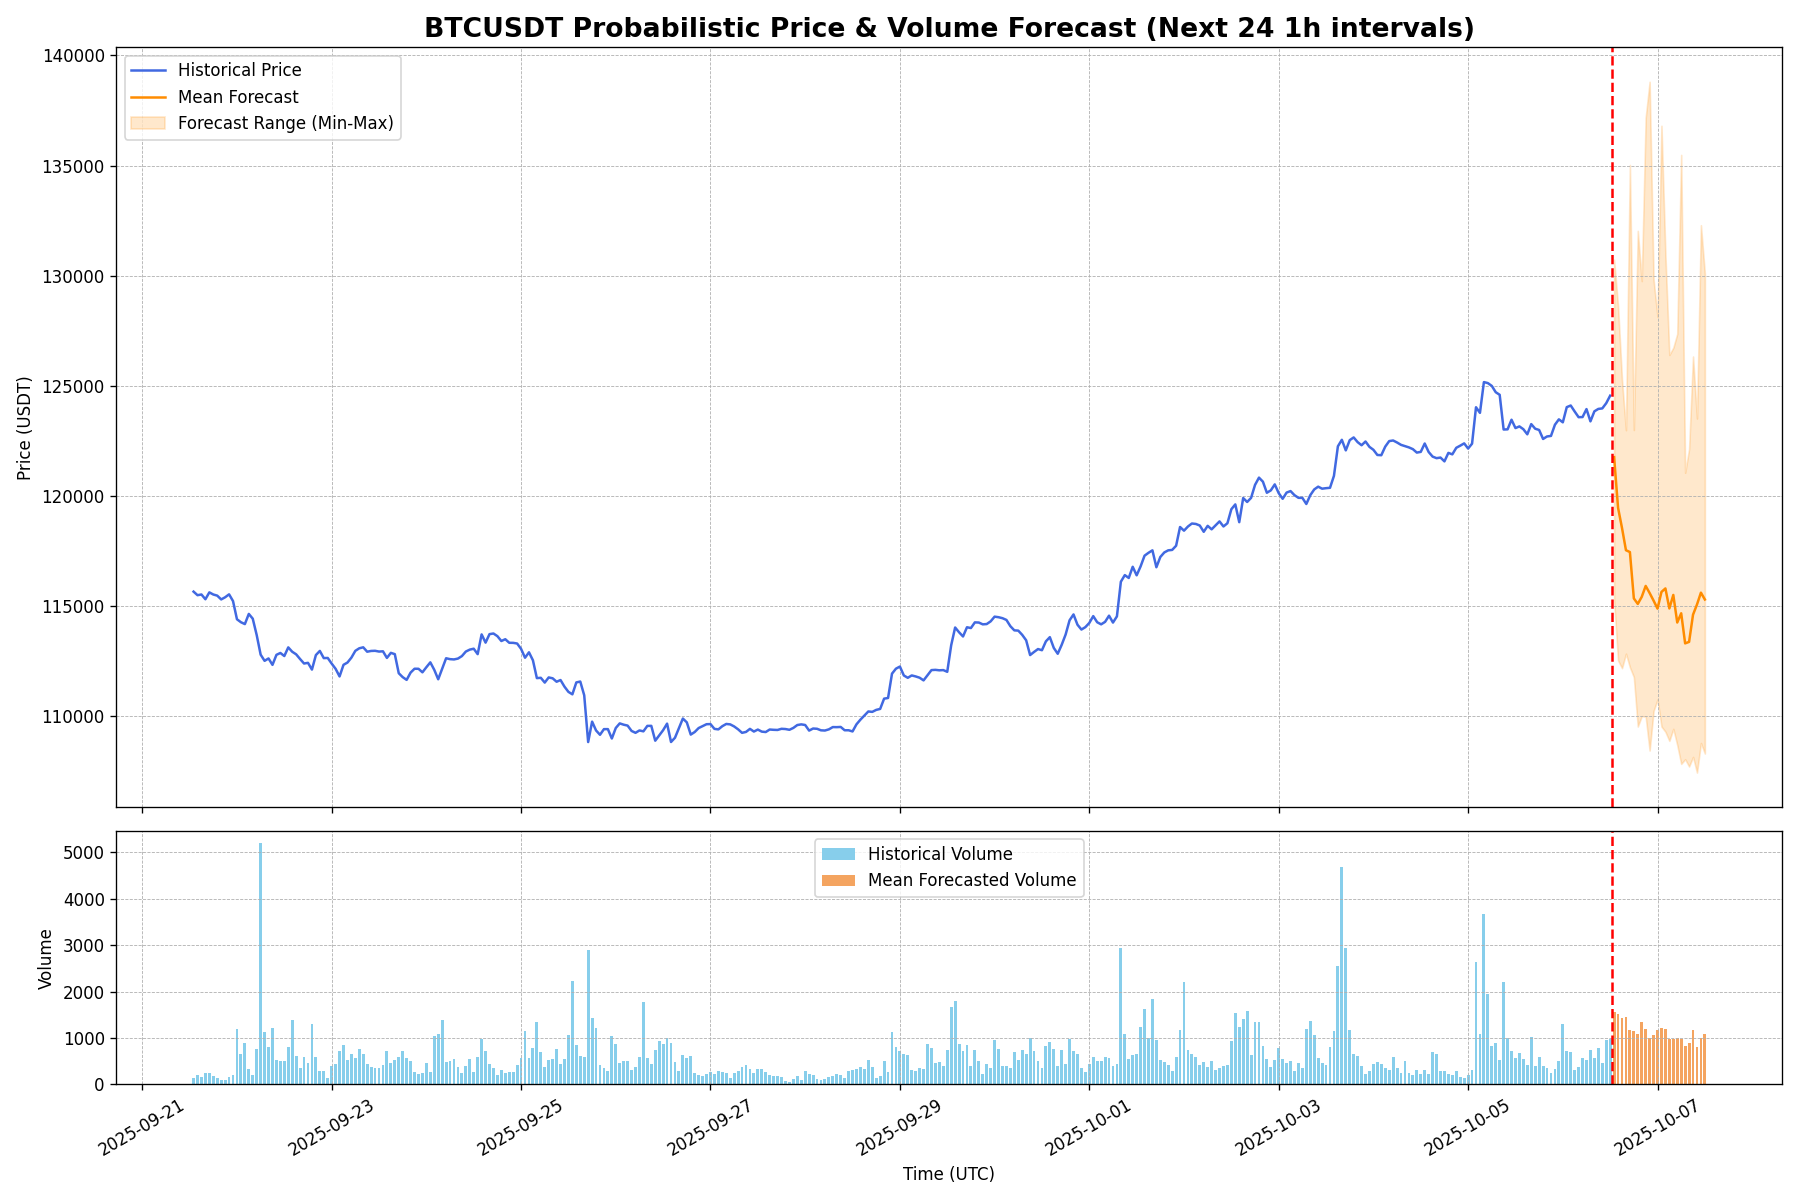 BTCUSDT Probabilistic Price & Volume Forecast (Next 24 1h intervals)
Historical Price
Mean Forecast
Forecast Range (Min-Max)
Price (USDT)
140000
135000
130000
125000
120000
115000
110000
Historical Volume
Mean Forecasted Volume
Volume
5000
4000
3000
2000
1000
0
2025-09-21
2025-09-23
2025-09-25
2025-09-27
2025-09-29
2025-10-01
2025-10-03
2025-10-05
2025-10-07
Time (UTC)